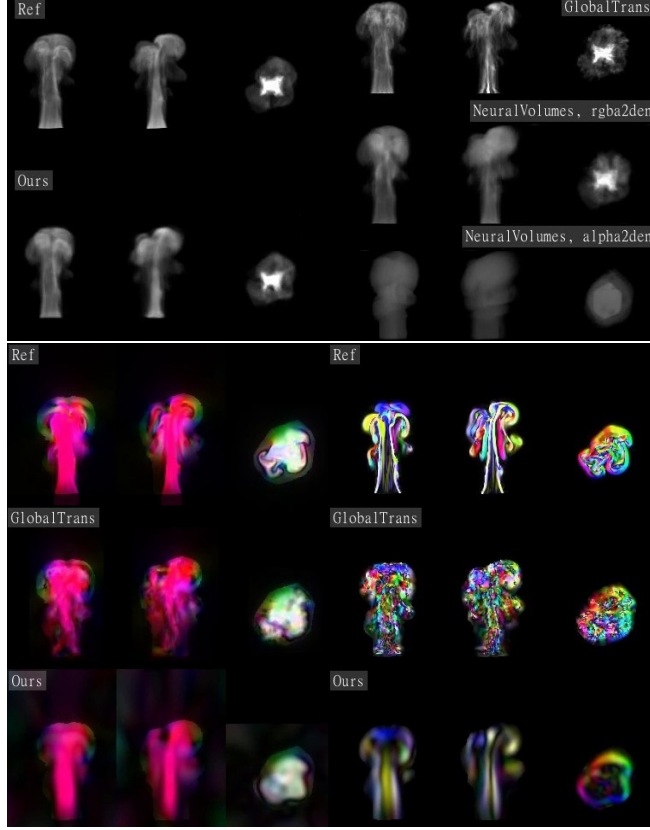 Ref
GlobalTrans
NeuralVolumes, rgba2den
Ours
NeuralVolumes, alpha2den
Ref
Ref
GlobalTrans
GlobalTrans
Ours
Ours